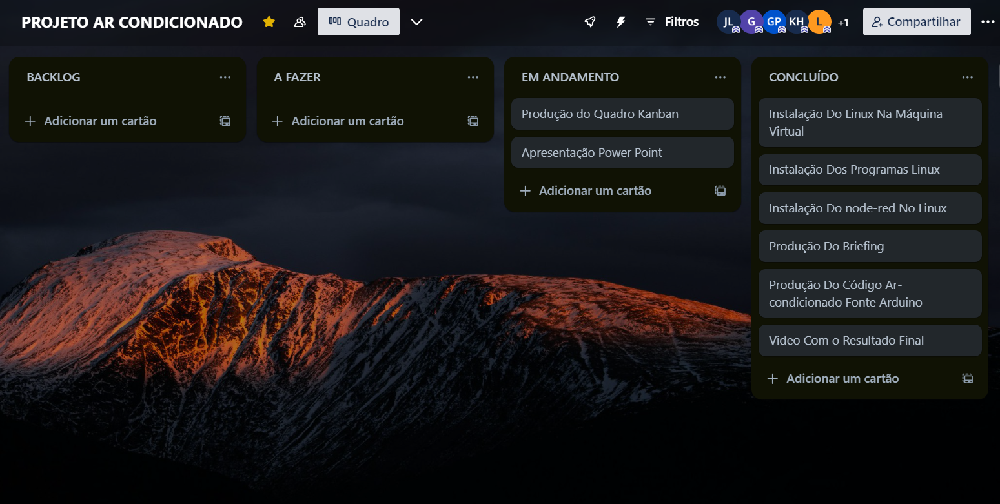 PROJETO AR CONDICIONADO
Quadro
Filtros
JL
G
GP
KH
L
+1
Compartilhar
BACKLOG
Adicionar um cartão
A FAZER
Adicionar um cartão
EM ANDAMENTO
Produção do Quadro Kanban
Apresentação Power Point
Adicionar um cartão
CONCLUÍDO
Instalação Do Linux Na Máquina
Virtual
Instalação Dos Programas Linux
Instalação Do node-red No Linux
Produção Do Briefing
Produção Do Código Ar-
condicionado Fonte Arduino
Video Com o Resultado Final
Adicionar um cartão